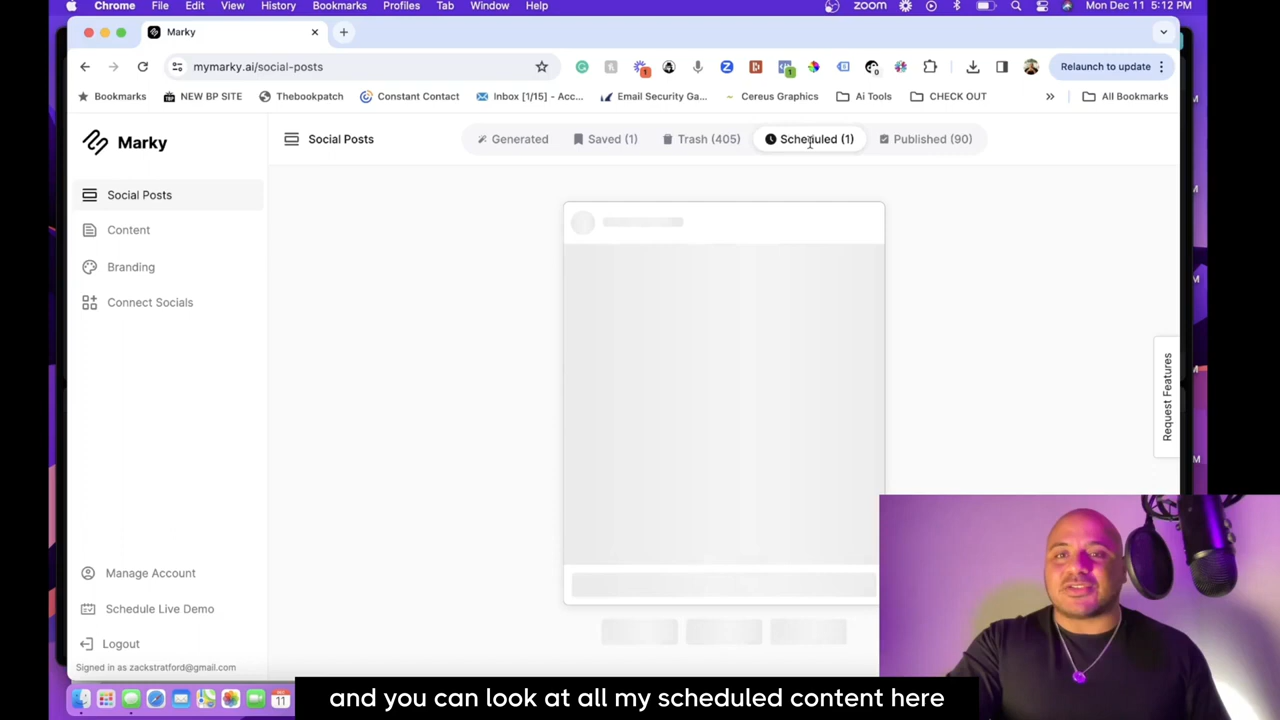 Chrome File Edit View History Bookmarks Profiles Tab Window Help zoom Mon Dec 11 5:12 PM
Marky
mymarky.ai/social-posts Relaunch to update
Bookmarks NEW BP SITE Thebookpatch Constant Contact Inbox [1/15] - Acc... Email Security Ga... Cereus Graphics Ai Tools CHECK OUT » All Bookmarks
Marky
Social Posts Generated Saved (1) Trash (405) Scheduled (1) Published (90)
Social Posts
Content
Branding
Connect Socials
Request Features
Manage Account
Schedule Live Demo
Logout
Signed in as zackstratford@gmail.com
and you can look at all my scheduled content here